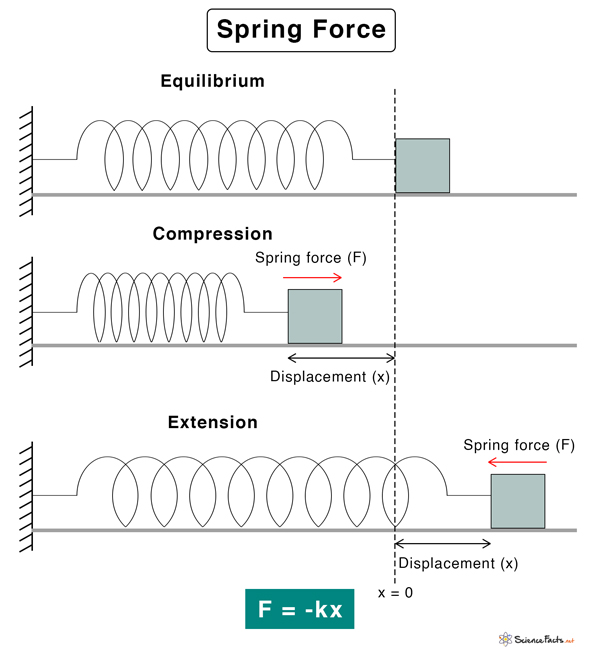 Spring Force
Equilibrium
Compression
Spring force (F)
Displacement (x)
Extension
Spring force (F)
Displacement (x)
x = 0
F = -kx
ScienceFacts.net